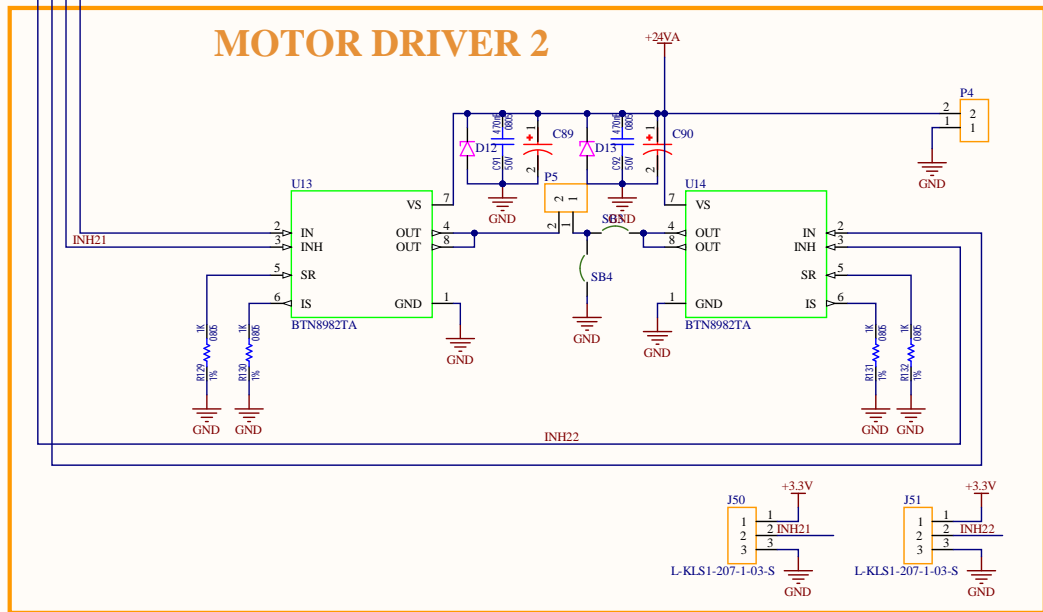 MOTOR DRIVER 2
+24VA
P4
2
2
1
1
GND
470n
0805
C91
50V
D12
1
C89
2
GND
470n
0805
C92
50V
D13
1
C90
2
GND
P5
2
1
2
1
SB4
GND
U13
VS
7
2
IN
OUT
4
INH21
3
INH
OUT
8
5
SR
6
IS
GND
1
BTN8982TA
GND
U14
7
VS
4
OUT
IN
2
8
OUT
INH
3
SR
5
1
GND
IS
6
BTN8982TA
GND
1K
0805
R129
1%
GND
1K
0805
R130
1%
GND
1K
0805
R131
1%
GND
1K
0805
R132
1%
GND
INH22
+3.3V
J50
1
1
2
2
INH21
3
3
L-KLS1-207-1-03-S
GND
+3.3V
J51
1
1
2
2
INH22
3
3
L-KLS1-207-1-03-S
GND